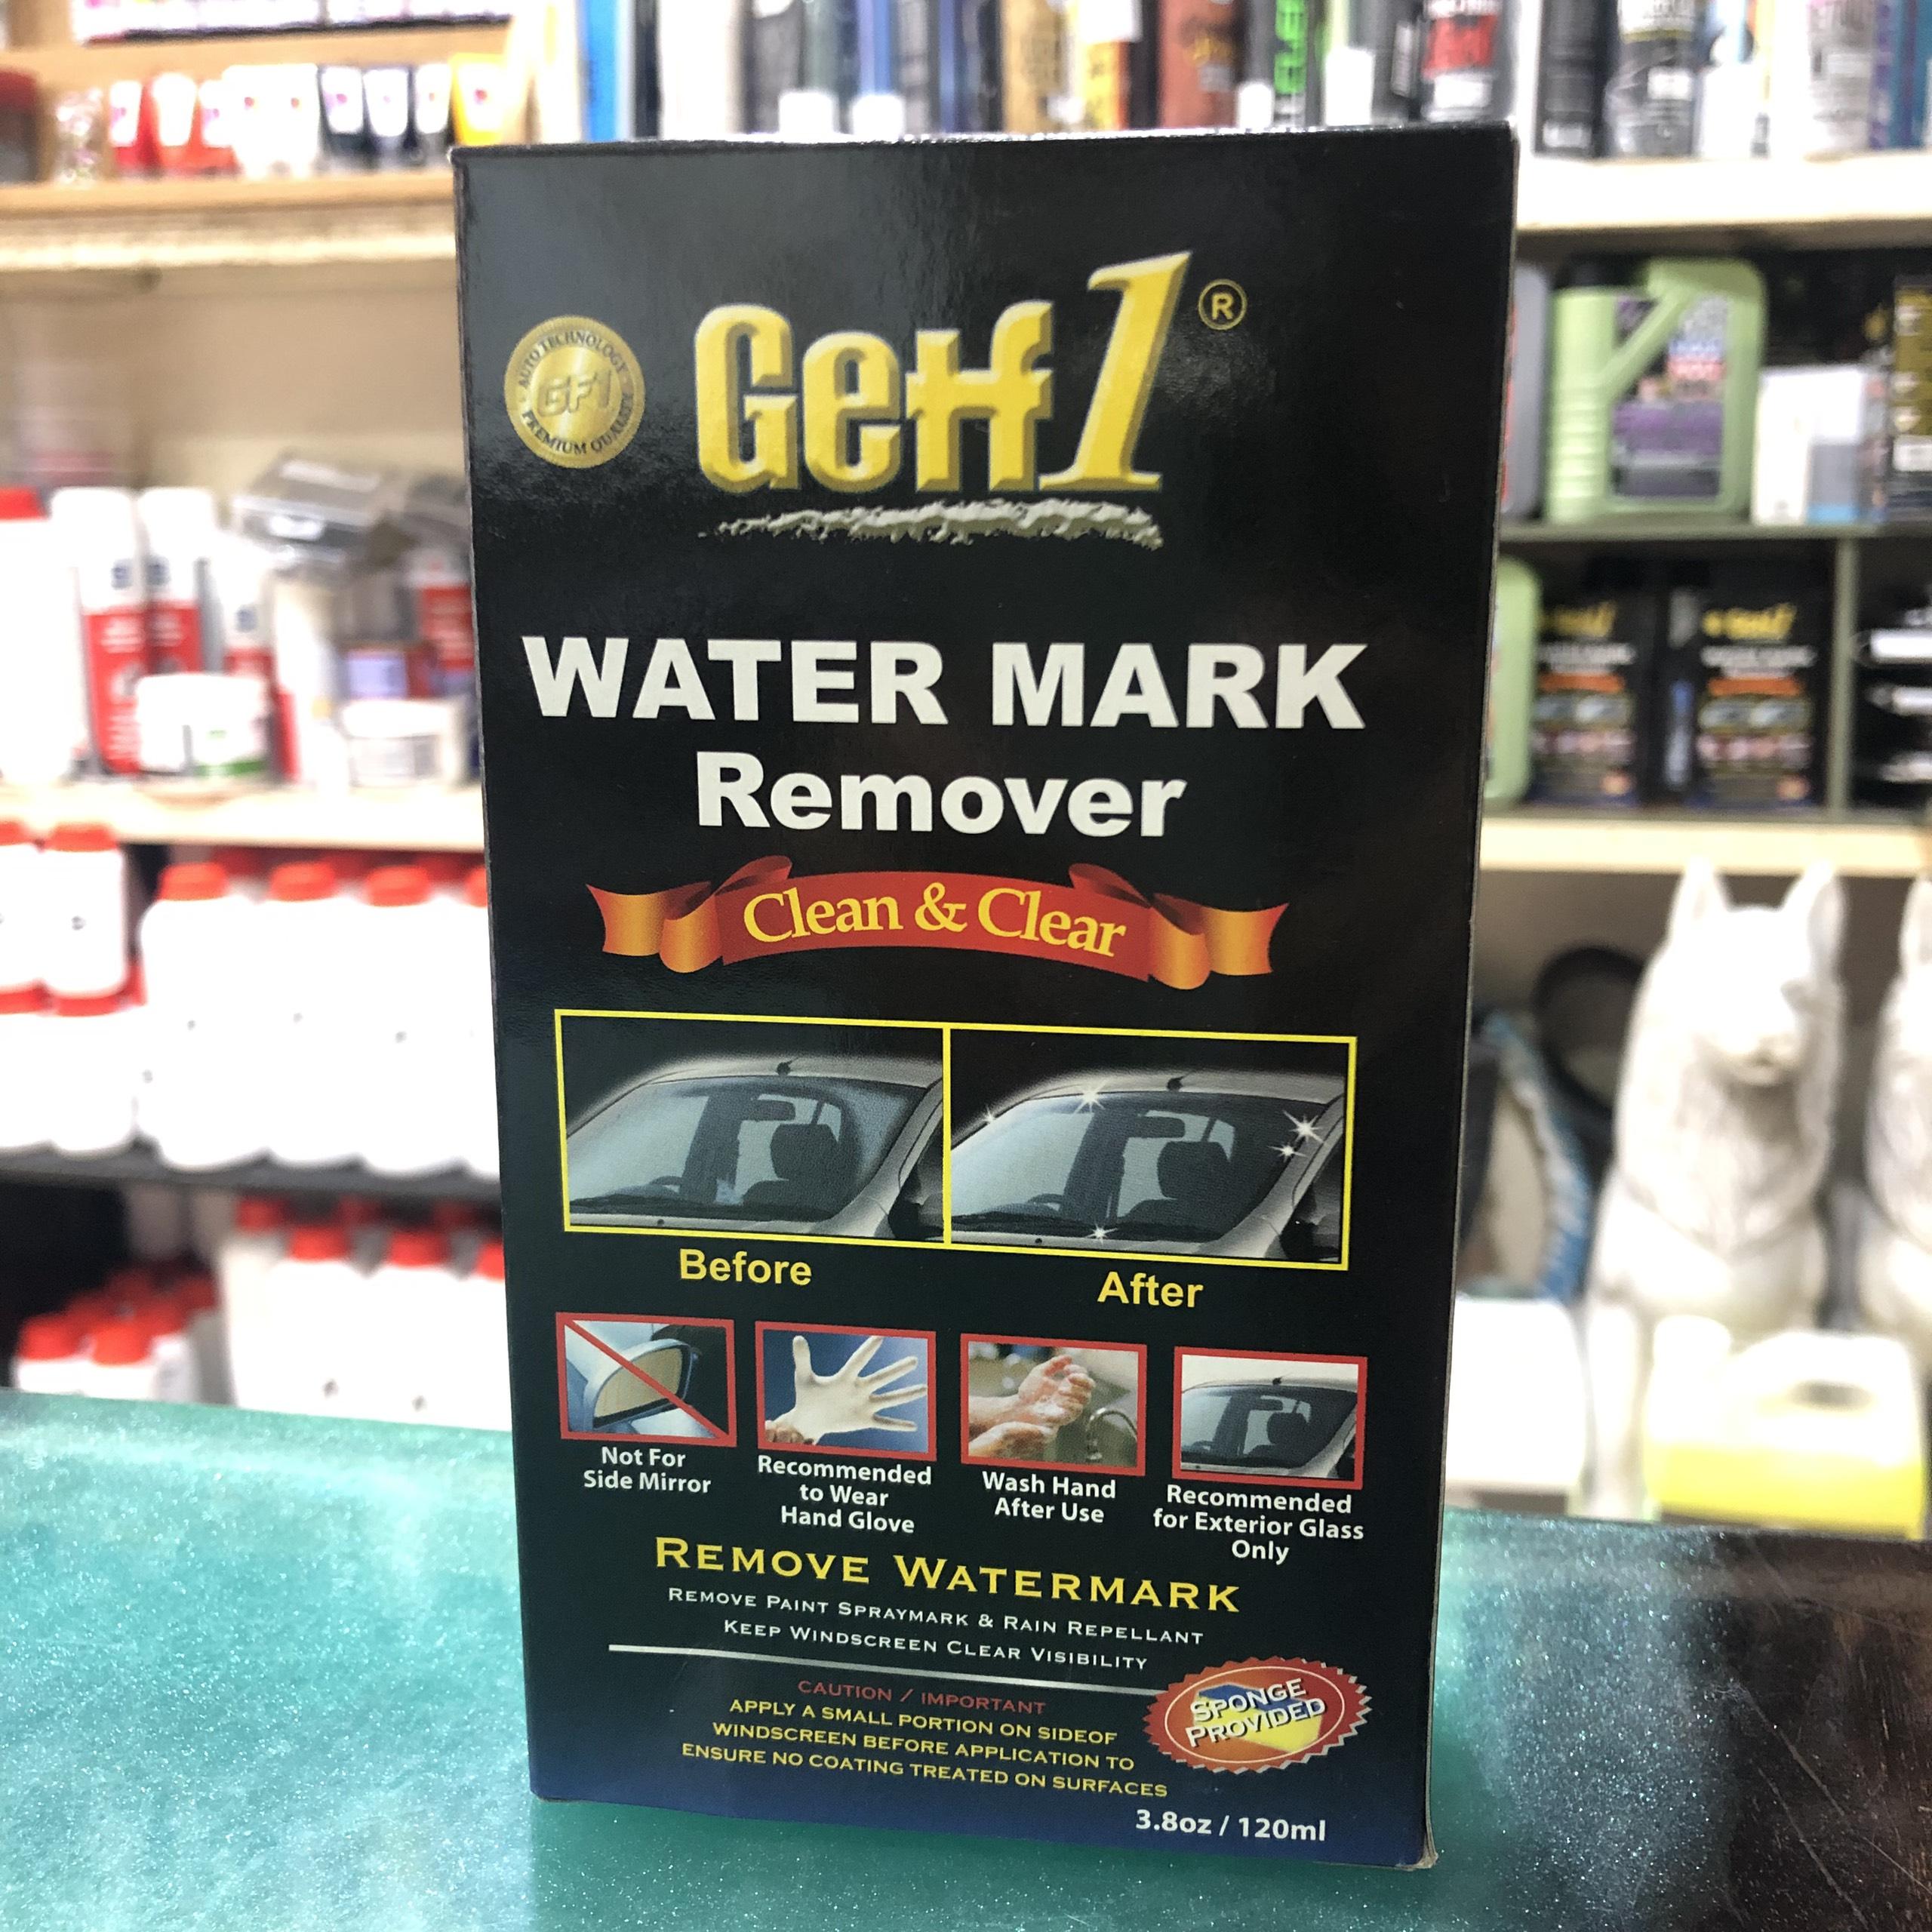 Getf1®
AUTO TECHNOLOGY
GF1
PREMIUM QUALITY
WATER MARK
Remover
Clean & Clear
Before
After
Not For
Side Mirror
Recommended
to Wear
Hand Glove
Wash Hand
After Use
Recommended
for Exterior Glass
Only
REMOVE WATERMARK
REMOVE PAINT SPRAYMARK & RAIN REPELLANT
KEEP WINDSCREEN CLEAR VISIBILITY
CAUTION / IMPORTANT
APPLY A SMALL PORTION ON SIDEOF
WINDSCREEN BEFORE APPLICATION TO
ENSURE NO COATING TREATED ON SURFACES
SPONGE
PROVIDED
3.8oz / 120ml